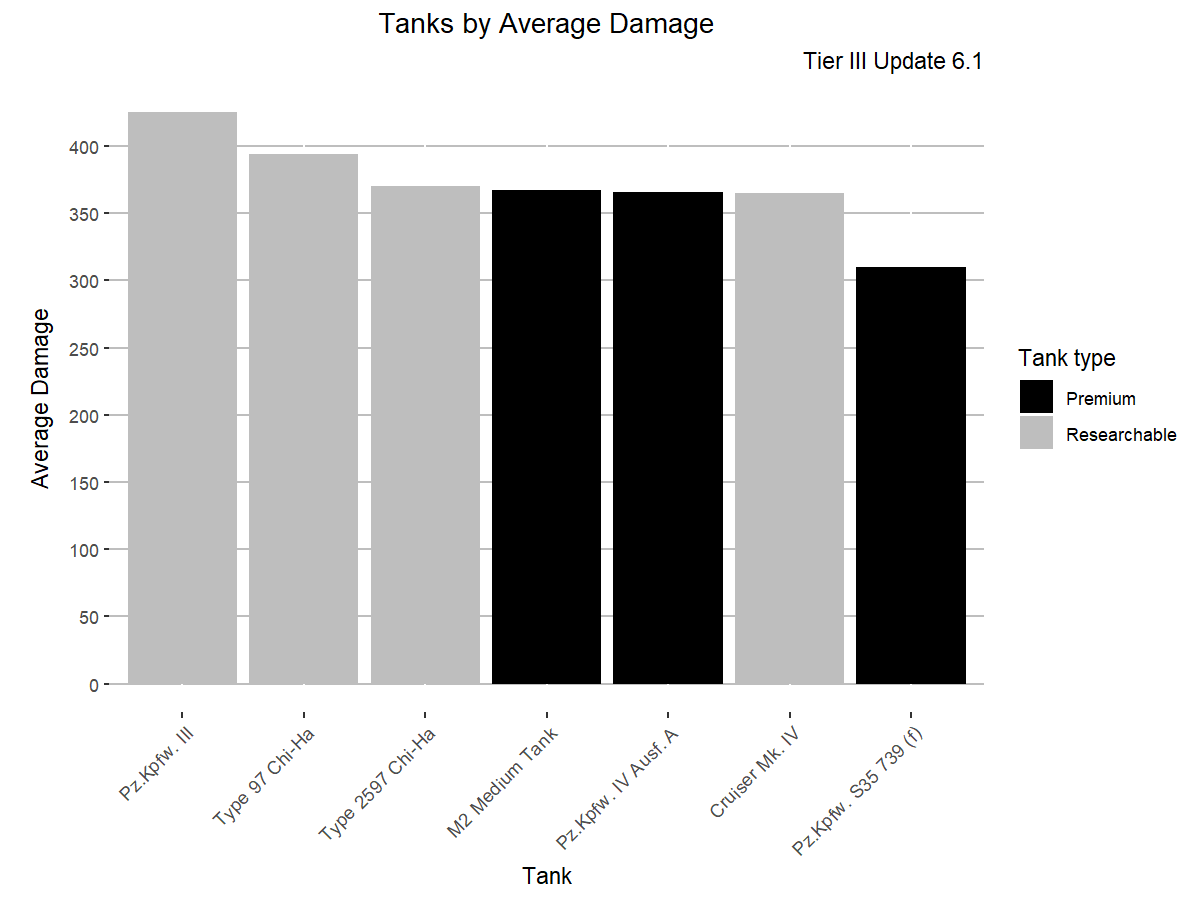 Tanks by Average Damage
Tier III Update 6.1
Average Damage
400
350
300
250
200
150
100
50
0
Pz.Kpfw. III
Type 97 Chi-Ha
Type 2597 Chi-Ha
M2 Medium Tank
Pz.Kpfw. IV Ausf. A
Cruiser Mk. IV
Pz.Kpfw. S35 739 (f)
Tank
Tank type
Premium
Researchable